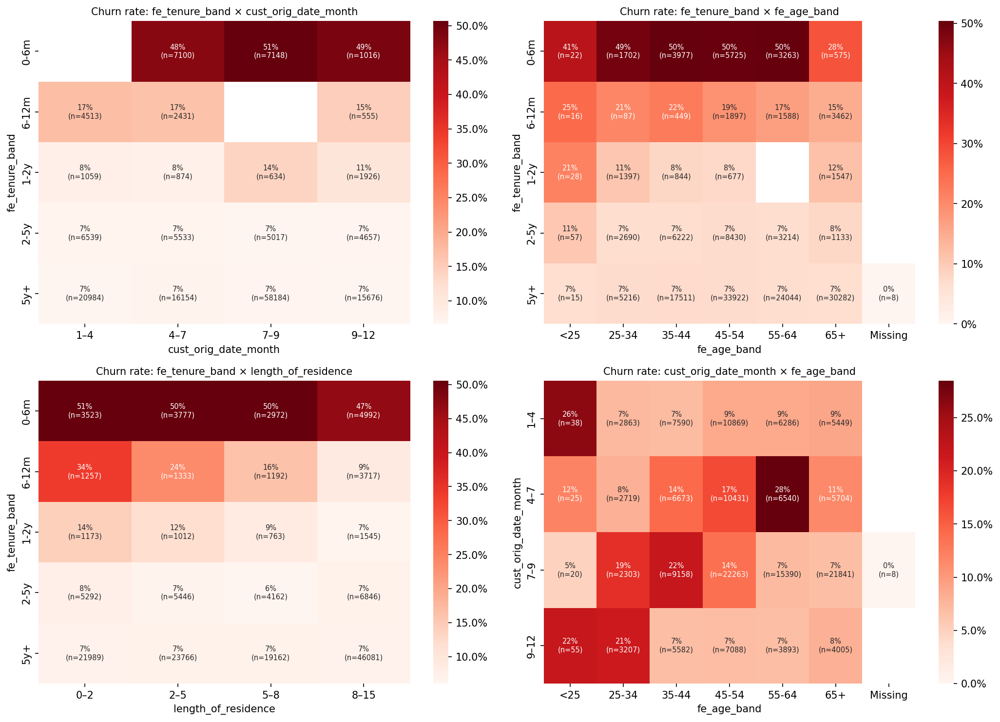 Churn rate: fe_tenure_band × cust_orig_date_month
fe_tenure_band
0-6m
6-12m
1-2y
2-5y
5y+
48%
(n=7100)
51%
(n=7148)
49%
(n=1016)
17%
(n=4513)
17%
(n=2431)
15%
(n=555)
8%
(n=1059)
8%
(n=874)
14%
(n=634)
11%
(n=1926)
7%
(n=6539)
7%
(n=5533)
7%
(n=5017)
7%
(n=4657)
7%
(n=20984)
7%
(n=16154)
7%
(n=58184)
7%
(n=15676)
1–4
4–7
7–9
9–12
cust_orig_date_month
50.0%
45.0%
40.0%
35.0%
30.0%
25.0%
20.0%
15.0%
10.0%
Churn rate: fe_tenure_band × fe_age_band
fe_tenure_band
0-6m
6-12m
1-2y
2-5y
5y+
41%
(n=22)
49%
(n=1702)
50%
(n=3977)
50%
(n=5725)
50%
(n=3263)
28%
(n=575)
25%
(n=16)
21%
(n=87)
22%
(n=449)
19%
(n=1897)
17%
(n=1588)
15%
(n=3462)
21%
(n=28)
11%
(n=1397)
8%
(n=844)
8%
(n=677)
12%
(n=1547)
11%
(n=57)
7%
(n=2690)
7%
(n=6222)
7%
(n=8430)
7%
(n=3214)
8%
(n=1133)
7%
(n=15)
7%
(n=5216)
7%
(n=17511)
7%
(n=33922)
7%
(n=24044)
7%
(n=30282)
0%
(n=8)
<25
25-34
35-44
45-54
55-64
65+
Missing
fe_age_band
50%
40%
30%
20%
10%
0%
Churn rate: fe_tenure_band × length_of_residence
fe_tenure_band
0-6m
6-12m
1-2y
2-5y
5y+
51%
(n=3523)
50%
(n=3777)
50%
(n=2972)
47%
(n=4992)
34%
(n=1257)
24%
(n=1333)
16%
(n=1192)
9%
(n=3717)
14%
(n=1173)
12%
(n=1012)
9%
(n=763)
7%
(n=1545)
8%
(n=5292)
7%
(n=5446)
6%
(n=4162)
7%
(n=6846)
7%
(n=21989)
7%
(n=23766)
7%
(n=19162)
7%
(n=46081)
0–2
2–5
5–8
8–15
length_of_residence
50.0%
45.0%
40.0%
35.0%
30.0%
25.0%
20.0%
15.0%
10.0%
Churn rate: cust_orig_date_month × fe_age_band
cust_orig_date_month
1–4
4–7
7–9
9–12
26%
(n=38)
7%
(n=2863)
7%
(n=7590)
9%
(n=10869)
9%
(n=6286)
9%
(n=5449)
12%
(n=25)
8%
(n=2719)
14%
(n=6673)
17%
(n=10431)
28%
(n=6540)
11%
(n=5704)
5%
(n=20)
19%
(n=2303)
22%
(n=9158)
14%
(n=22263)
7%
(n=15390)
7%
(n=21841)
0%
(n=8)
22%
(n=55)
21%
(n=3207)
7%
(n=5582)
7%
(n=7088)
7%
(n=3893)
8%
(n=4005)
<25
25-34
35-44
45-54
55-64
65+
Missing
fe_age_band
25.0%
20.0%
15.0%
10.0%
5.0%
0.0%